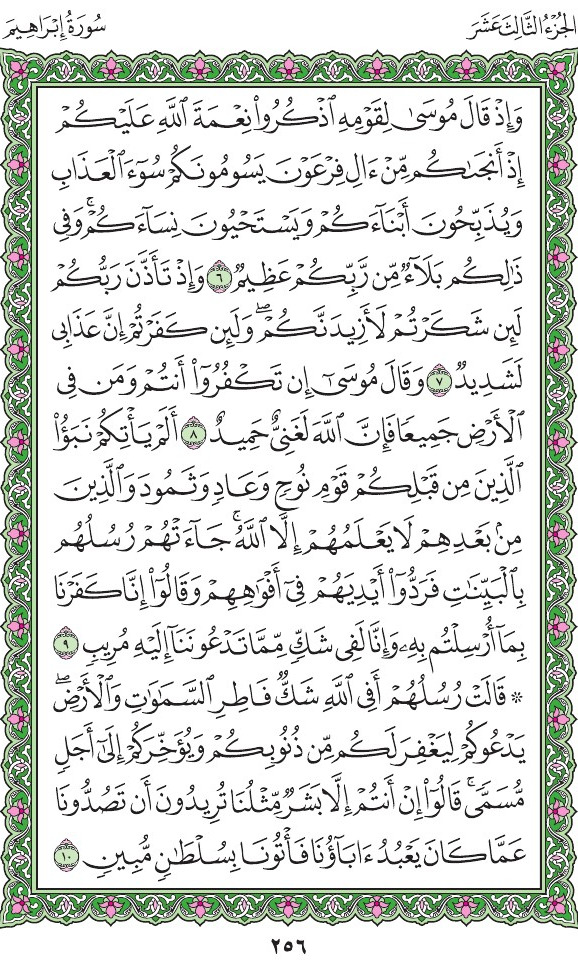 الجزء الثالث عشر
سورة إبراهيم
وَإِذْ قَالَ مُوسَىٰ لِقَوْمِهِ ٱذْكُرُوا۟ نِعْمَةَ ٱللَّهِ عَلَيْكُمْ
إِذْ أَنجَىٰكُم مِّنْ ءَالِ فِرْعَوْنَ يَسُومُونَكُمْ سُوٓءَ ٱلْعَذَابِ
وَيُذَبِّحُونَ أَبْنَآءَكُمْ وَيَسْتَحْيُونَ نِسَآءَكُمْ ۚ وَفِى
ذَٰلِكُم بَلَآءٌ مِّن رَّبِّكُمْ عَظِيمٌ ٦ وَإِذْ تَأَذَّنَ رَبُّكُمْ
لَئِن شَكَرْتُمْ لَأَزِيدَنَّكُمْ ۖ وَلَئِن كَفَرْتُمْ إِنَّ عَذَابِى
لَشَدِيدٌ ٧ وَقَالَ مُوسَىٰٓ إِن تَكْفُرُوٓا۟ أَنتُمْ وَمَن فِى
ٱلْأَرْضِ جَمِيعًا فَإِنَّ ٱللَّهَ لَغَنِىٌّ حَمِيدٌ ٨ أَلَمْ يَأْتِكُمْ نَبَؤُا۟
ٱلَّذِينَ مِن قَبْلِكُمْ قَوْمِ نُوحٍ وَعَادٍ وَثَمُودَ وَٱلَّذِينَ
مِنۢ بَعْدِهِمْ لَا يَعْلَمُهُمْ إِلَّا ٱللَّهُ ۚ جَآءَتْهُمْ رُسُلُهُم
بِٱلْبَيِّنَٰتِ فَرَدُّوٓا۟ أَيْدِيَهُمْ فِىٓ أَفْوَٰهِهِمْ وَقَالُوٓا۟ إِنَّا كَفَرْنَا
بِمَآ أُرْسِلْتُم بِهِۦ وَإِنَّا لَفِى شَكٍّ مِّمَّا تَدْعُونَنَآ إِلَيْهِ مُرِيبٍ ٩
۞ قَالَتْ رُسُلُهُمْ أَفِى ٱللَّهِ شَكٌّ فَاطِرِ ٱلسَّمَٰوَٰتِ وَٱلْأَرْضِ ۖ
يَدْعُوكُمْ لِيَغْفِرَ لَكُم مِّن ذُنُوبِكُمْ وَيُؤَخِّرَكُمْ إِلَىٰٓ أَجَلٍ
مُّسَمًّى ۚ قَالُوٓا۟ إِنْ أَنتُمْ إِلَّا بَشَرٌ مِّثْلُنَا تُرِيدُونَ أَن تَصُدُّونَا
عَمَّا كَانَ يَعْبُدُ ءَابَآؤُنَا فَأْتُونَا بِسُلْطَٰنٍ مُّبِينٍ ١٠
٢٥٦